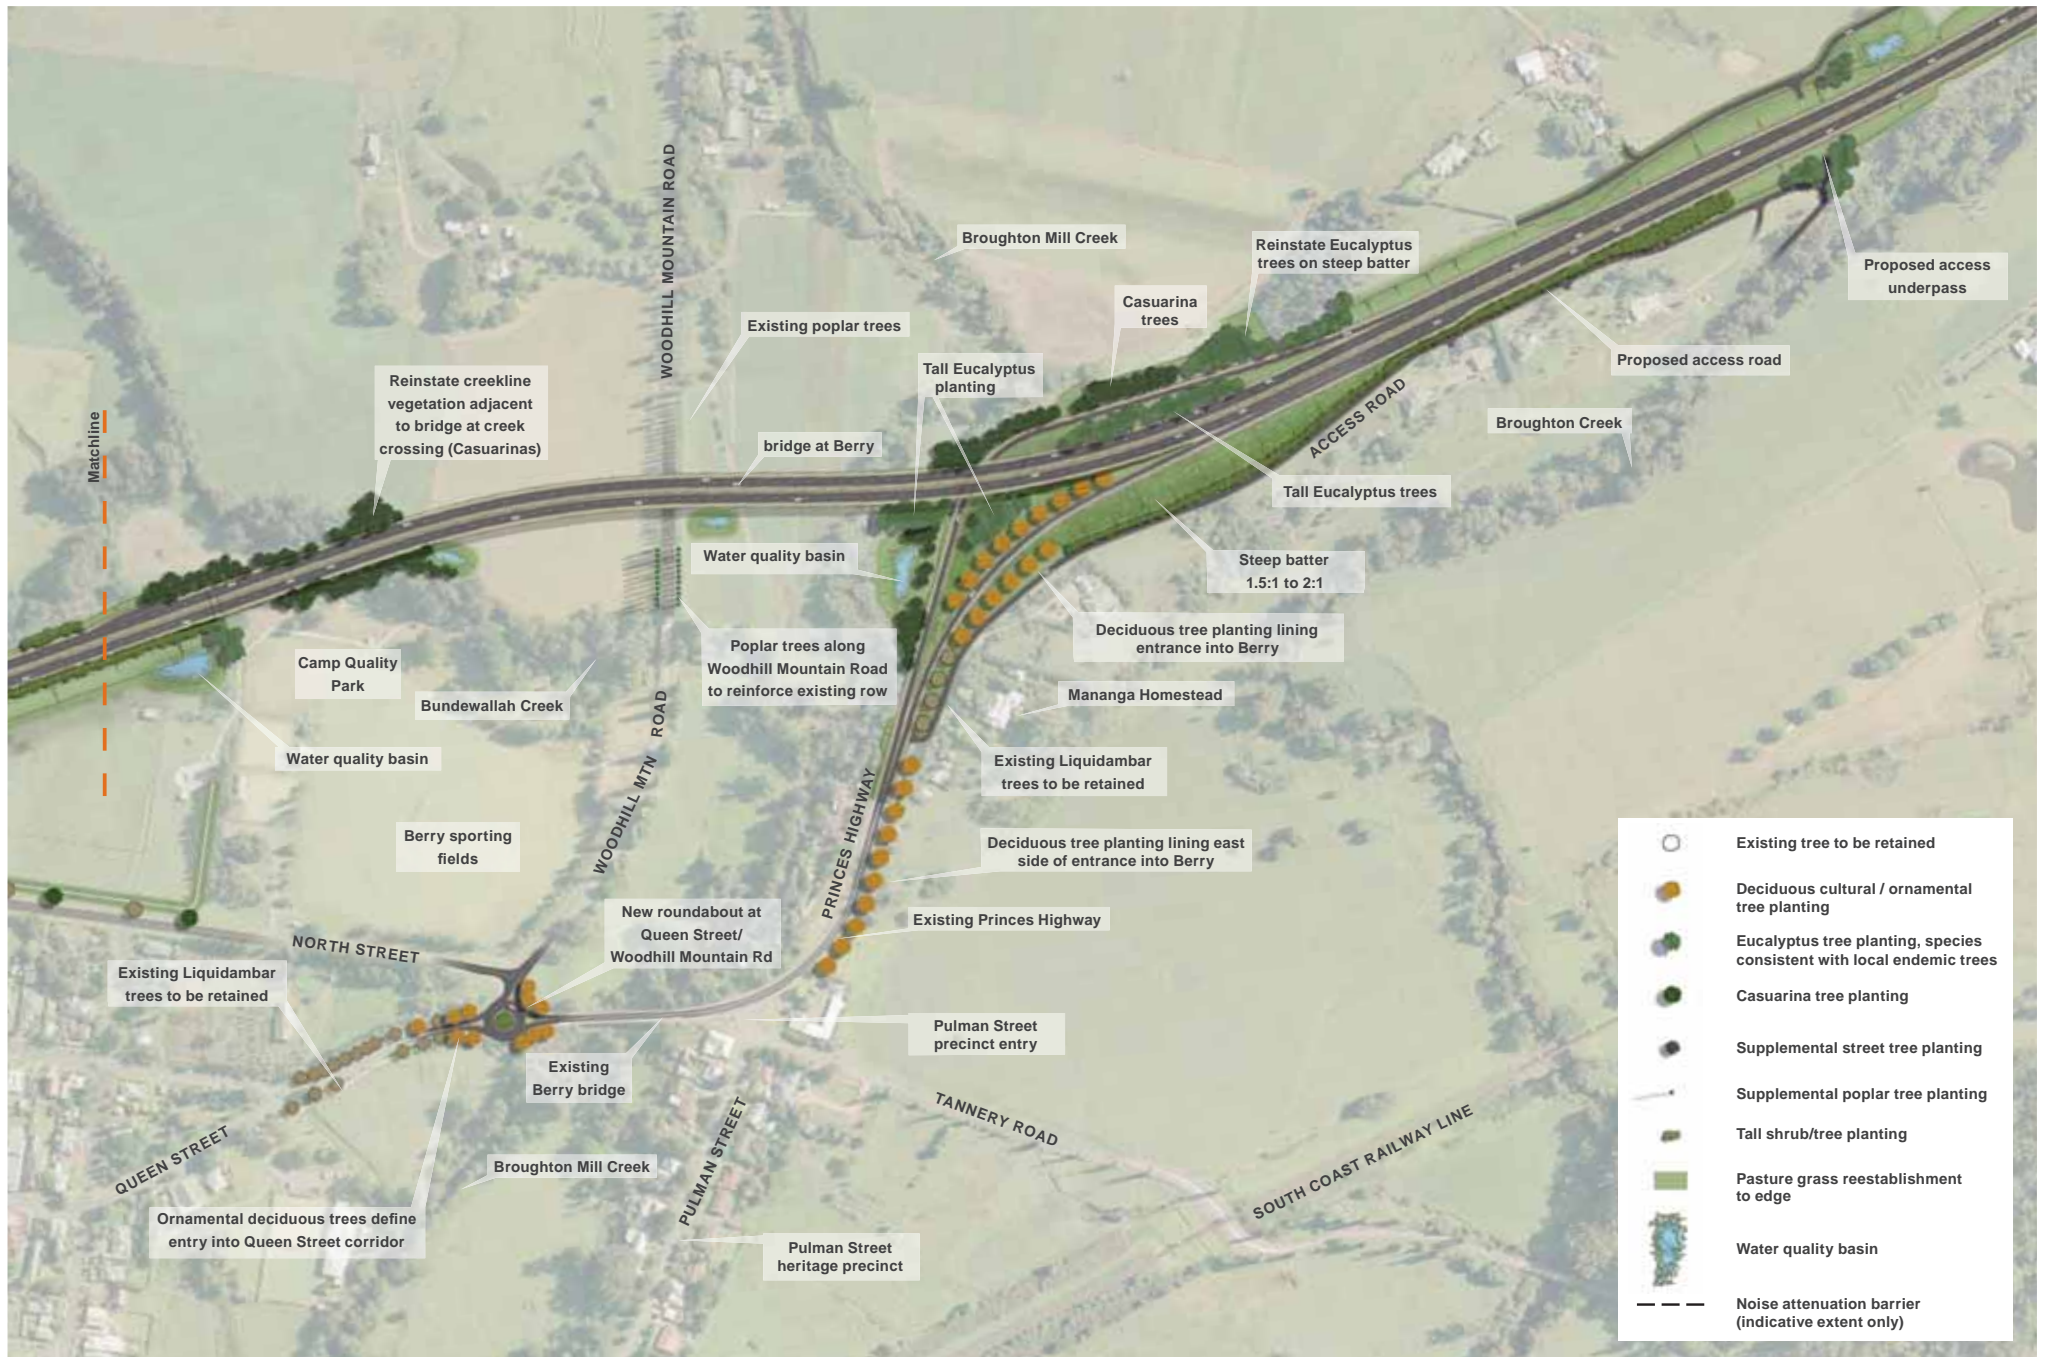 WOODHILL MOUNTAIN ROAD
Broughton Mill Creek
Reinstate Eucalyptus
trees on steep batter
Proposed access
underpass
Casuarina
trees
Existing poplar trees
Tall Eucalyptus
planting
Proposed access road
Reinstate creekline
vegetation adjacent
to bridge at creek
crossing (Casuarinas)
Matchline
bridge at Berry
ACCESS ROAD
Broughton Creek
Tall Eucalyptus trees
Water quality basin
Steep batter
1.5:1 to 2:1
Deciduous tree planting lining
entrance into Berry
Poplar trees along
Woodhill Mountain Road
to reinforce existing row
Camp Quality
Park
Bundewallah Creek
Mananga Homestead
WOODHILL MTN ROAD
Water quality basin
Existing Liquidambar
trees to be retained
PRINCES HIGHWAY
Berry sporting
fields
Deciduous tree planting lining east
side of entrance into Berry
New roundabout at
Queen Street/
Woodhill Mountain Rd
Existing Princes Highway
NORTH STREET
Existing Liquidambar
trees to be retained
Pulman Street
precinct entry
Existing
Berry bridge
TANNERY ROAD
PULMAN STREET
SOUTH COAST RAILWAY LINE
QUEEN STREET
Broughton Mill Creek
Ornamental deciduous trees define
entry into Queen Street corridor
Pulman Street
heritage precinct
Existing tree to be retained
Deciduous cultural / ornamental
tree planting
Eucalyptus tree planting, species
consistent with local endemic trees
Casuarina tree planting
Supplemental street tree planting
Supplemental poplar tree planting
Tall shrub/tree planting
Pasture grass reestablishment
to edge
Water quality basin
Noise attenuation barrier
(indicative extent only)